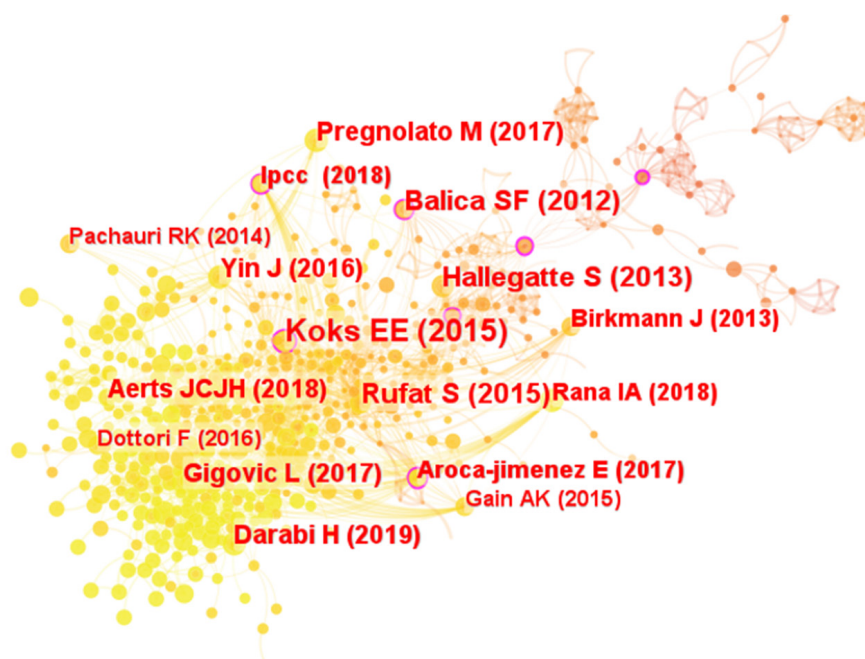 Pregnolato M (2017)
Ipcc (2018)
Balica SF (2012)
Pachauri RK (2014)
Yin J (2016)
Hallegatte S (2013)
Koks EE (2015)
Birkmann J (2013)
Aerts JCJH (2018)
Rufat S (2015)
Rana IA (2018)
Dottori F (2016)
Gigovic L (2017)
Aroca-jimenez E (2017)
Gain AK (2015)
Darabi H (2019)